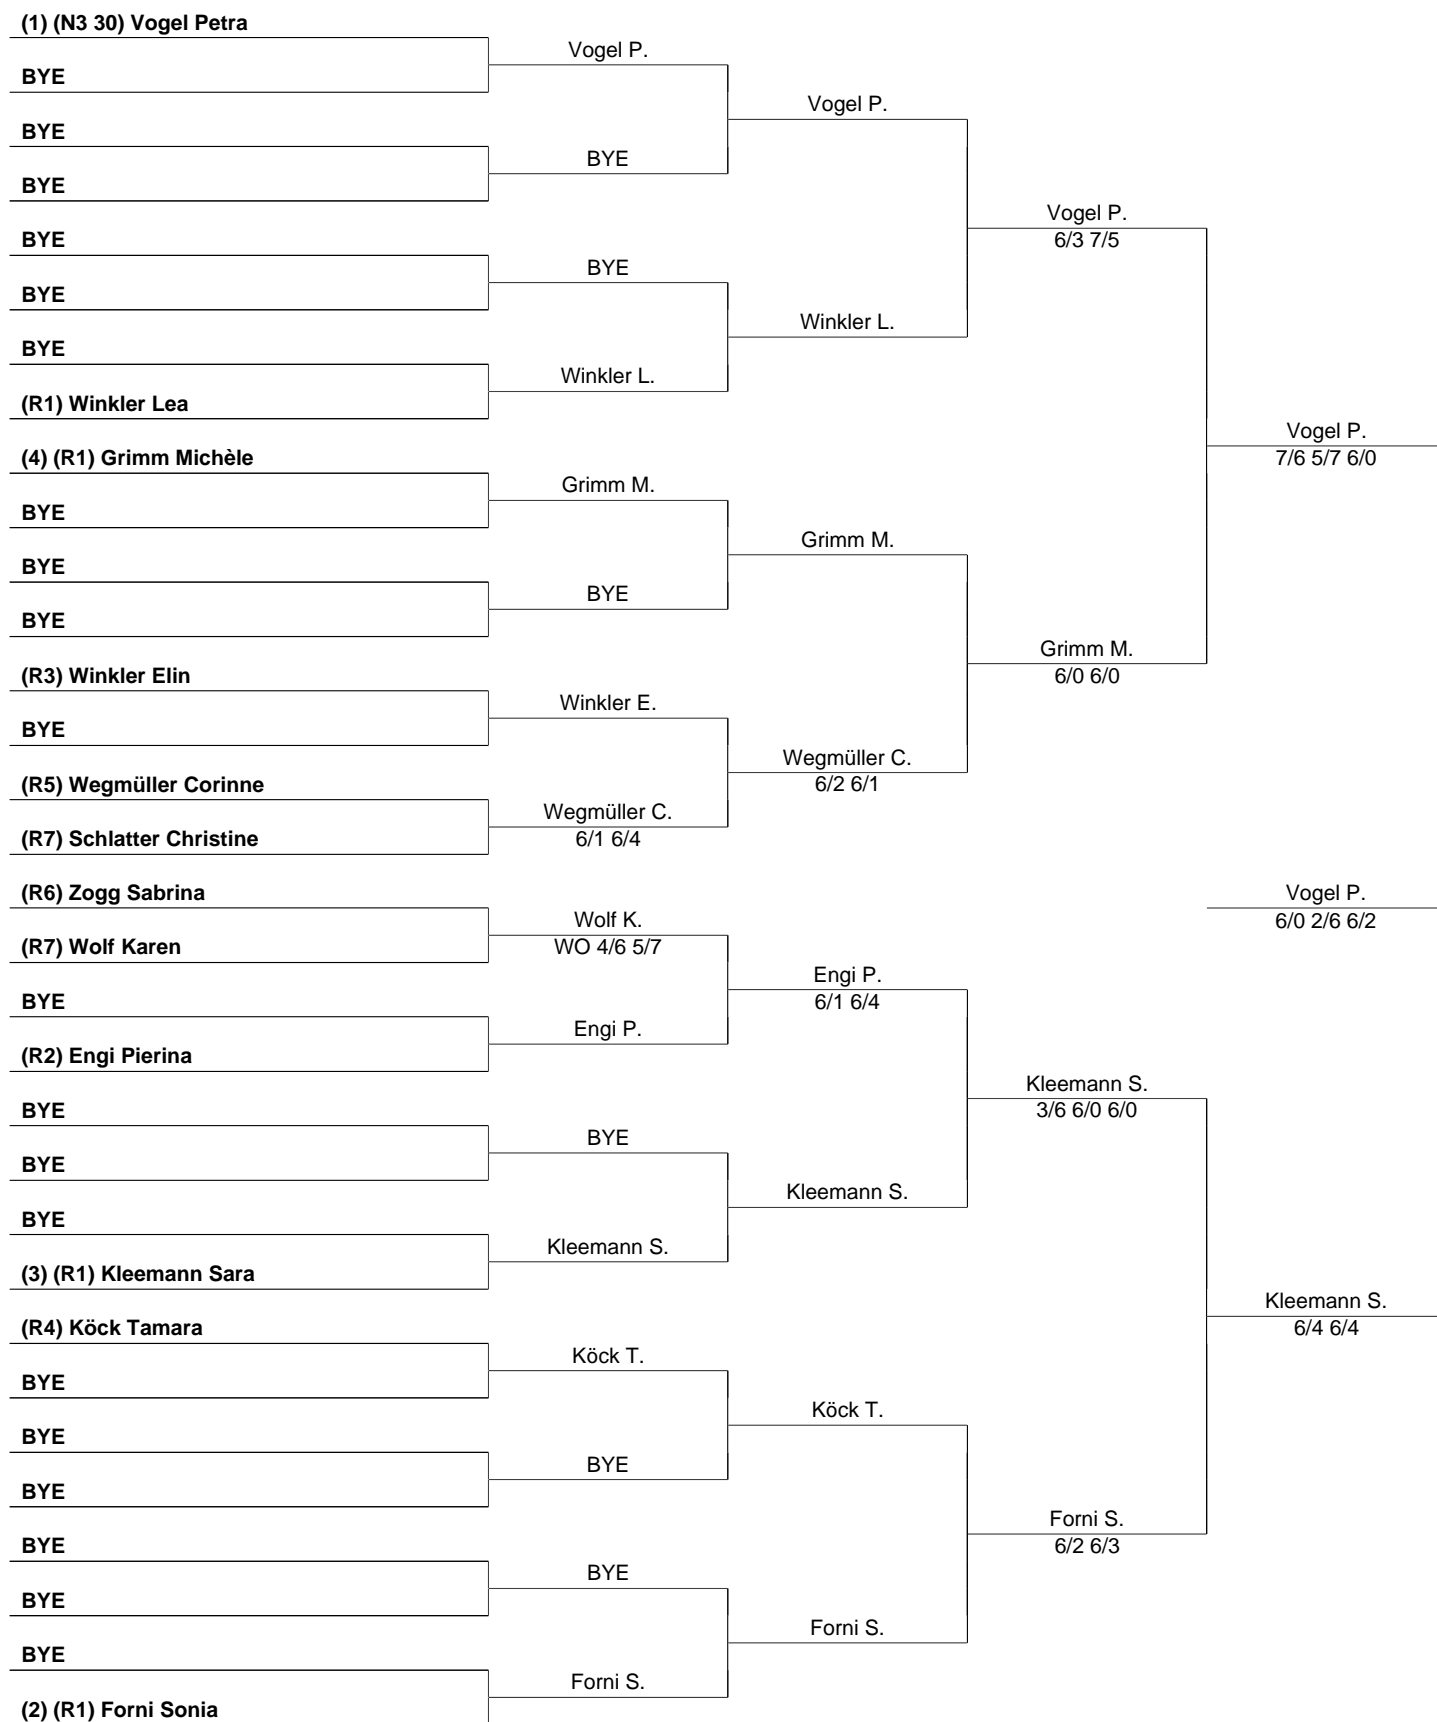 (1) (N3 30) Vogel Petra
BYE
BYE
BYE
BYE
BYE
BYE
(R1) Winkler Lea
(4) (R1) Grimm Michèle
BYE
BYE
BYE
(R3) Winkler Elin
BYE
(R5) Wegmüller Corinne
(R7) Schlatter Christine
(R6) Zogg Sabrina
(R7) Wolf Karen
BYE
(R2) Engi Pierina
BYE
BYE
BYE
(3) (R1) Kleemann Sara
(R4) Köck Tamara
BYE
BYE
BYE
BYE
BYE
BYE
(2) (R1) Forni Sonia
Vogel P.
BYE
BYE
Winkler L.
Grimm M.
BYE
Winkler E.
Wegmüller C.
6/1 6/4
Wolf K.
WO 4/6 5/7
Engi P.
BYE
Kleemann S.
Köck T.
BYE
BYE
Forni S.
Vogel P.
Winkler L.
Grimm M.
Wegmüller C.
6/2 6/1
Engi P.
6/1 6/4
Kleemann S.
Köck T.
Forni S.
Vogel P.
6/3 7/5
Grimm M.
6/0 6/0
Kleemann S.
3/6 6/0 6/0
Forni S.
6/2 6/3
Vogel P.
7/6 5/7 6/0
Vogel P.
6/0 2/6 6/2
Kleemann S.
6/4 6/4